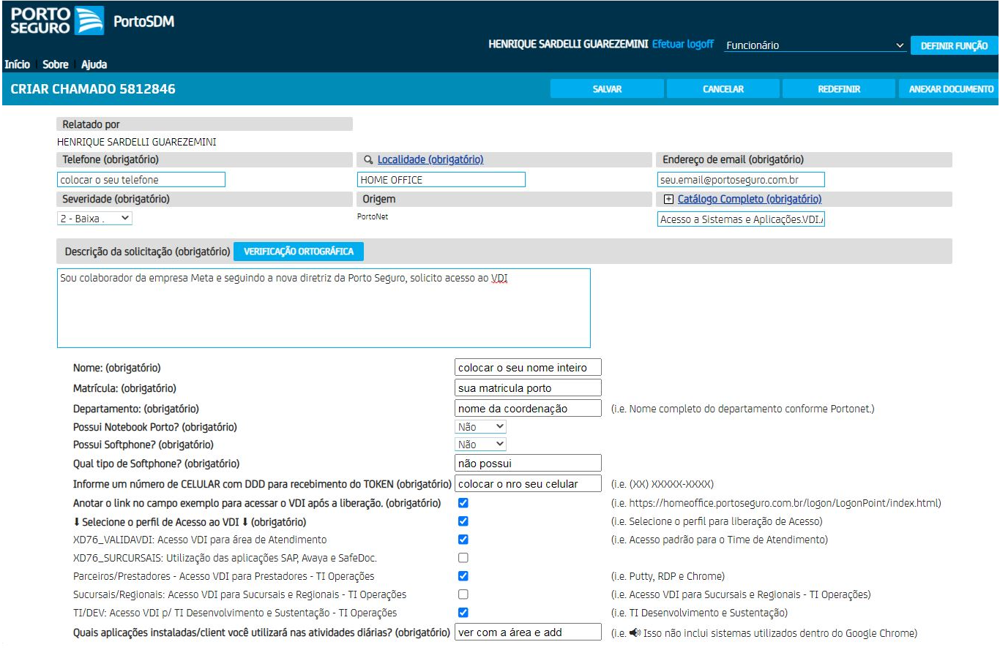 PORTO
SEGURO
PortoSDM
HENRIQUE SARDELLI GUAREZEMINI Efetuar logoff Funcionário DEFINIR FUNÇÃO
Início Sobre Ajuda
CRIAR CHAMADO 5812846 SALVAR CANCELAR REDEFINIR ANEXAR DOCUMENTO
Relatado por
HENRIQUE SARDELLI GUAREZEMINI
Telefone (obrigatório) Localidade (obrigatório) Endereço de email (obrigatório)
colocar o seu telefone HOME OFFICE seu.email@portoseguro.com.br
Severidade (obrigatório) Origem Catálogo Completo (obrigatório)
2 - Baixa . PortoNet Acesso a Sistemas e Aplicações.VDI.
Descrição da solicitação (obrigatório) VERIFICAÇÃO ORTOGRÁFICA
Sou colaborador da empresa Meta e seguindo a nova diretriz da Porto Seguro, solicito acesso ao VDI
Nome: (obrigatório) colocar o seu nome inteiro
Matrícula: (obrigatório) sua matricula porto
Departamento: (obrigatório) nome da coordenação (i.e. Nome completo do departamento conforme Portonet.)
Possui Notebook Porto? (obrigatório) Não
Possui Softphone? (obrigatório) Não
Qual tipo de Softphone? (obrigatório) não possui
Informe um número de CELULAR com DDD para recebimento do TOKEN (obrigatório) colocar o nro seu celular (i.e. (XX) XXXXX-XXXX)
Anotar o link no campo exemplo para acessar o VDI após a liberação. (obrigatório) (i.e. https://homeoffice.portoseguro.com.br/logon/LogonPoint/index.html)
⬇ Selecione o perfil de Acesso ao VDI ⬇ (obrigatório) (i.e. Selecione o perfil para liberação de Acesso)
XD76_VALIDAVDI: Acesso VDI para área de Atendimento (i.e. Acesso padrão para o Time de Atendimento)
XD76_SURCURSAIS: Utilização das aplicações SAP, Avaya e SafeDoc.
Parceiros/Prestadores - Acesso VDI para Prestadores - TI Operações (i.e. Putty, RDP e Chrome)
Sucursais/Regionais: Acesso VDI para Sucursais e Regionais - TI Operações (i.e. Acesso VDI para Sucursais e Regionais - TI Operações)
TI/DEV: Acesso VDI p/ TI Desenvolvimento e Sustentação - TI Operações (i.e. TI Desenvolvimento e Sustentação)
Quais aplicações instaladas/client você utilizará nas atividades diárias? (obrigatório) ver com a área e add (i.e. 🔊 Isso não inclui sistemas utilizados dentro do Google Chrome)